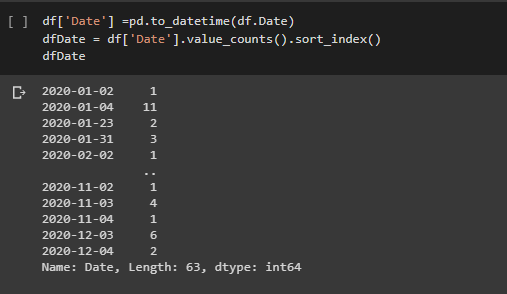 [ ] df['Date'] =pd.to_datetime(df.Date)
dfDate = df['Date'].value_counts().sort_index()
dfDate
2020-01-02 1
2020-01-04 11
2020-01-23 2
2020-01-31 3
2020-02-02 1
..
2020-11-02 1
2020-11-03 4
2020-11-04 1
2020-12-03 6
2020-12-04 2
Name: Date, Length: 63, dtype: int64